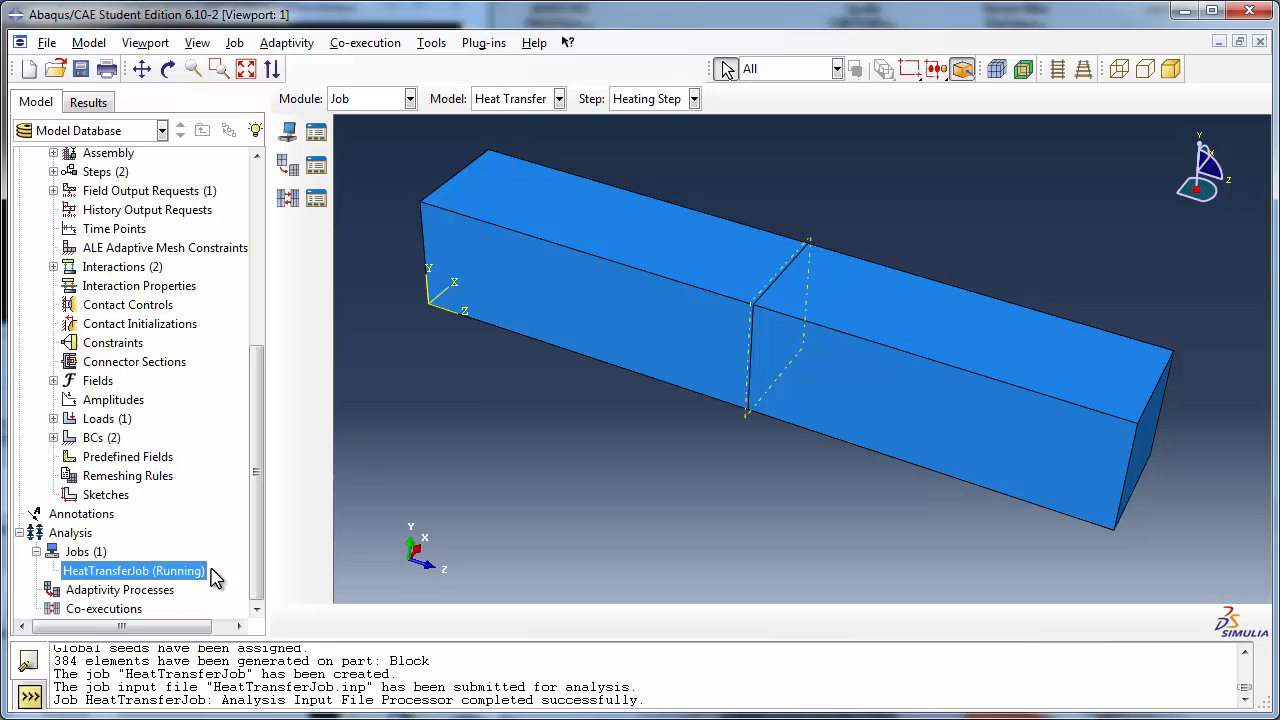 Abaqus/CAE Student Edition 6.10-2 [Viewport: 1]
File Model Viewport View Job Adaptivity Co-execution Tools Plug-ins Help ?
All
Model Results
Module: Job Model: Heat Transfer Step: Heating Step
Model Database
Assembly
Steps (2)
Field Output Requests (1)
History Output Requests
Time Points
ALE Adaptive Mesh Constraints
Interactions (2)
Interaction Properties
Contact Controls
Contact Initializations
Constraints
Connector Sections
Fields
Amplitudes
Loads (1)
BCs (2)
Predefined Fields
Remeshing Rules
Sketches
Annotations
Analysis
Jobs (1)
HeatTransferJob (Running)
Adaptivity Processes
Co-executions
Y
X
Z
Y
X
Z
Y
X
Z
SIMULIA
Global seeds have been assigned.
384 elements have been generated on part: Block
The job "HeatTransferJob" has been created.
The job input file "HeatTransferJob.inp" has been submitted for analysis.
Job HeatTransferJob: Analysis Input File Processor completed successfully.
>>>